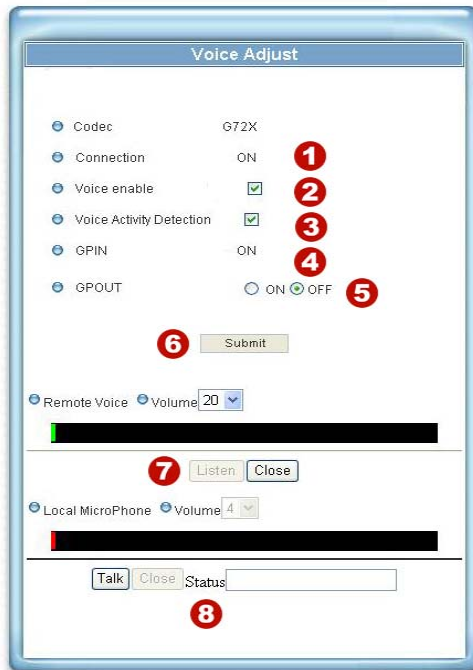 Voice Adjust
Codec G72X
Connection ON 1
Voice enable 2
Voice Activity Detection 3
GPIN ON 4
GPOUT ON OFF 5
6 Submit
Remote Voice Volume 20
7 Listen Close
Local MicroPhone Volume 4
Talk Close Status
8